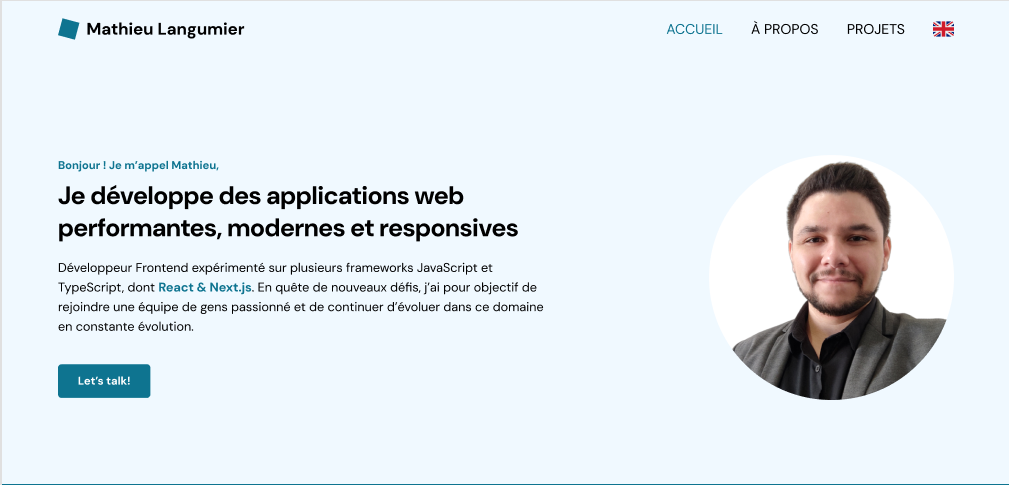 Mathieu Langumier
ACCUEIL À PROPOS PROJETS
Bonjour ! Je m’appel Mathieu,
Je développe des applications web
performantes, modernes et responsives
Développeur Frontend expérimenté sur plusieurs frameworks JavaScript et
TypeScript, dont React & Next.js. En quête de nouveaux défis, j’ai pour objectif de
rejoindre une équipe de gens passionné et de continuer d’évoluer dans ce domaine
en constante évolution.
Let’s talk!